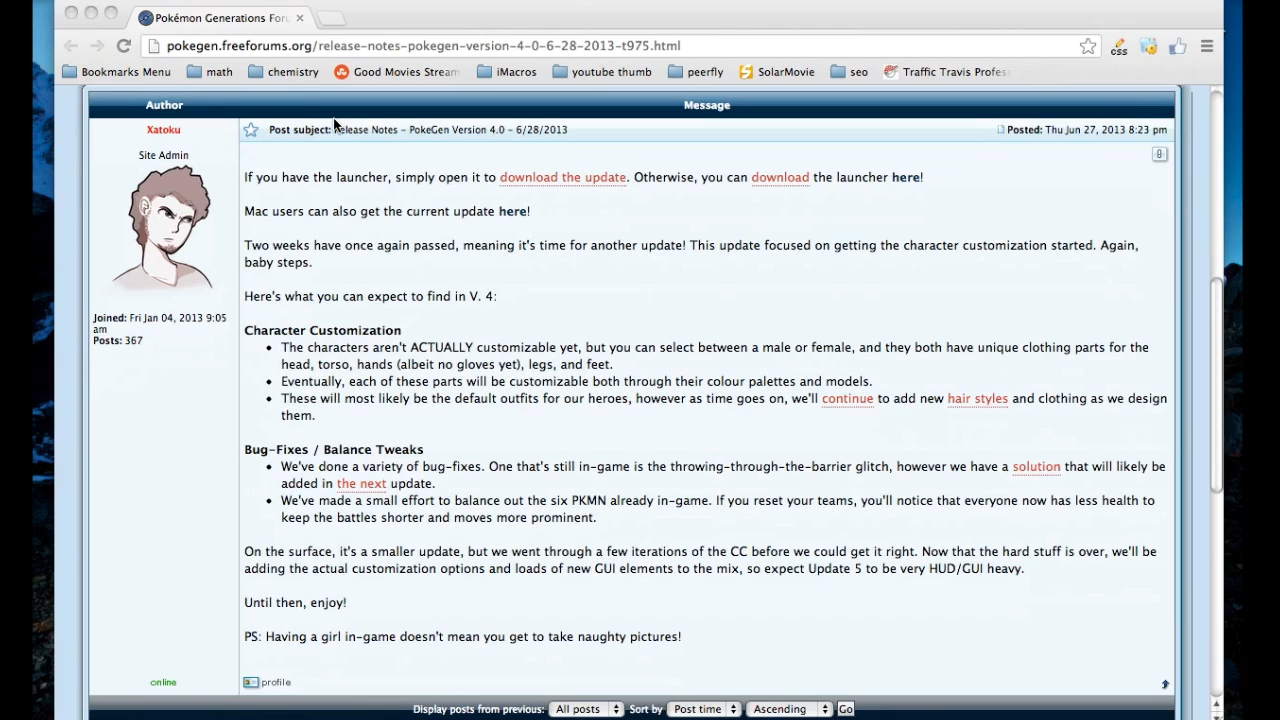 Pokémon Generations Foru
pokegen.freeforums.org/release-notes-pokegen-version-4-0-6-28-2013-t975.html
css
Bookmarks Menu math chemistry Good Movies Stream iMacros youtube thumb peerfly SolarMovie seo Traffic Travis Profes
Author Message
Xatoku Post subject: Release Notes - PokeGen Version 4.0 - 6/28/2013 Posted: Thu Jun 27, 2013 8:23 pm
Site Admin
If you have the launcher, simply open it to download the update. Otherwise, you can download the launcher here!
Mac users can also get the current update here!
Two weeks have once again passed, meaning it's time for another update! This update focused on getting the character customization started. Again,
baby steps.
Here's what you can expect to find in V. 4:
Joined: Fri Jan 04, 2013 9:05
am
Posts: 367
Character Customization
• The characters aren't ACTUALLY customizable yet, but you can select between a male or female, and they both have unique clothing parts for the
head, torso, hands (albeit no gloves yet), legs, and feet.
• Eventually, each of these parts will be customizable both through their colour palettes and models.
• These will most likely be the default outfits for our heroes, however as time goes on, we'll continue to add new hair styles and clothing as we design
them.
Bug-Fixes / Balance Tweaks
• We've done a variety of bug-fixes. One that's still in-game is the throwing-through-the-barrier glitch, however we have a solution that will likely be
added in the next update.
• We've made a small effort to balance out the six PKMN already in-game. If you reset your teams, you'll notice that everyone now has less health to
keep the battles shorter and moves more prominent.
On the surface, it's a smaller update, but we went through a few iterations of the CC before we could get it right. Now that the hard stuff is over, we'll be
adding the actual customization options and loads of new GUI elements to the mix, so expect Update 5 to be very HUD/GUI heavy.
Until then, enjoy!
PS: Having a girl in-game doesn't mean you get to take naughty pictures!
online profile
Display posts from previous: All posts Sort by Post time Ascending Go